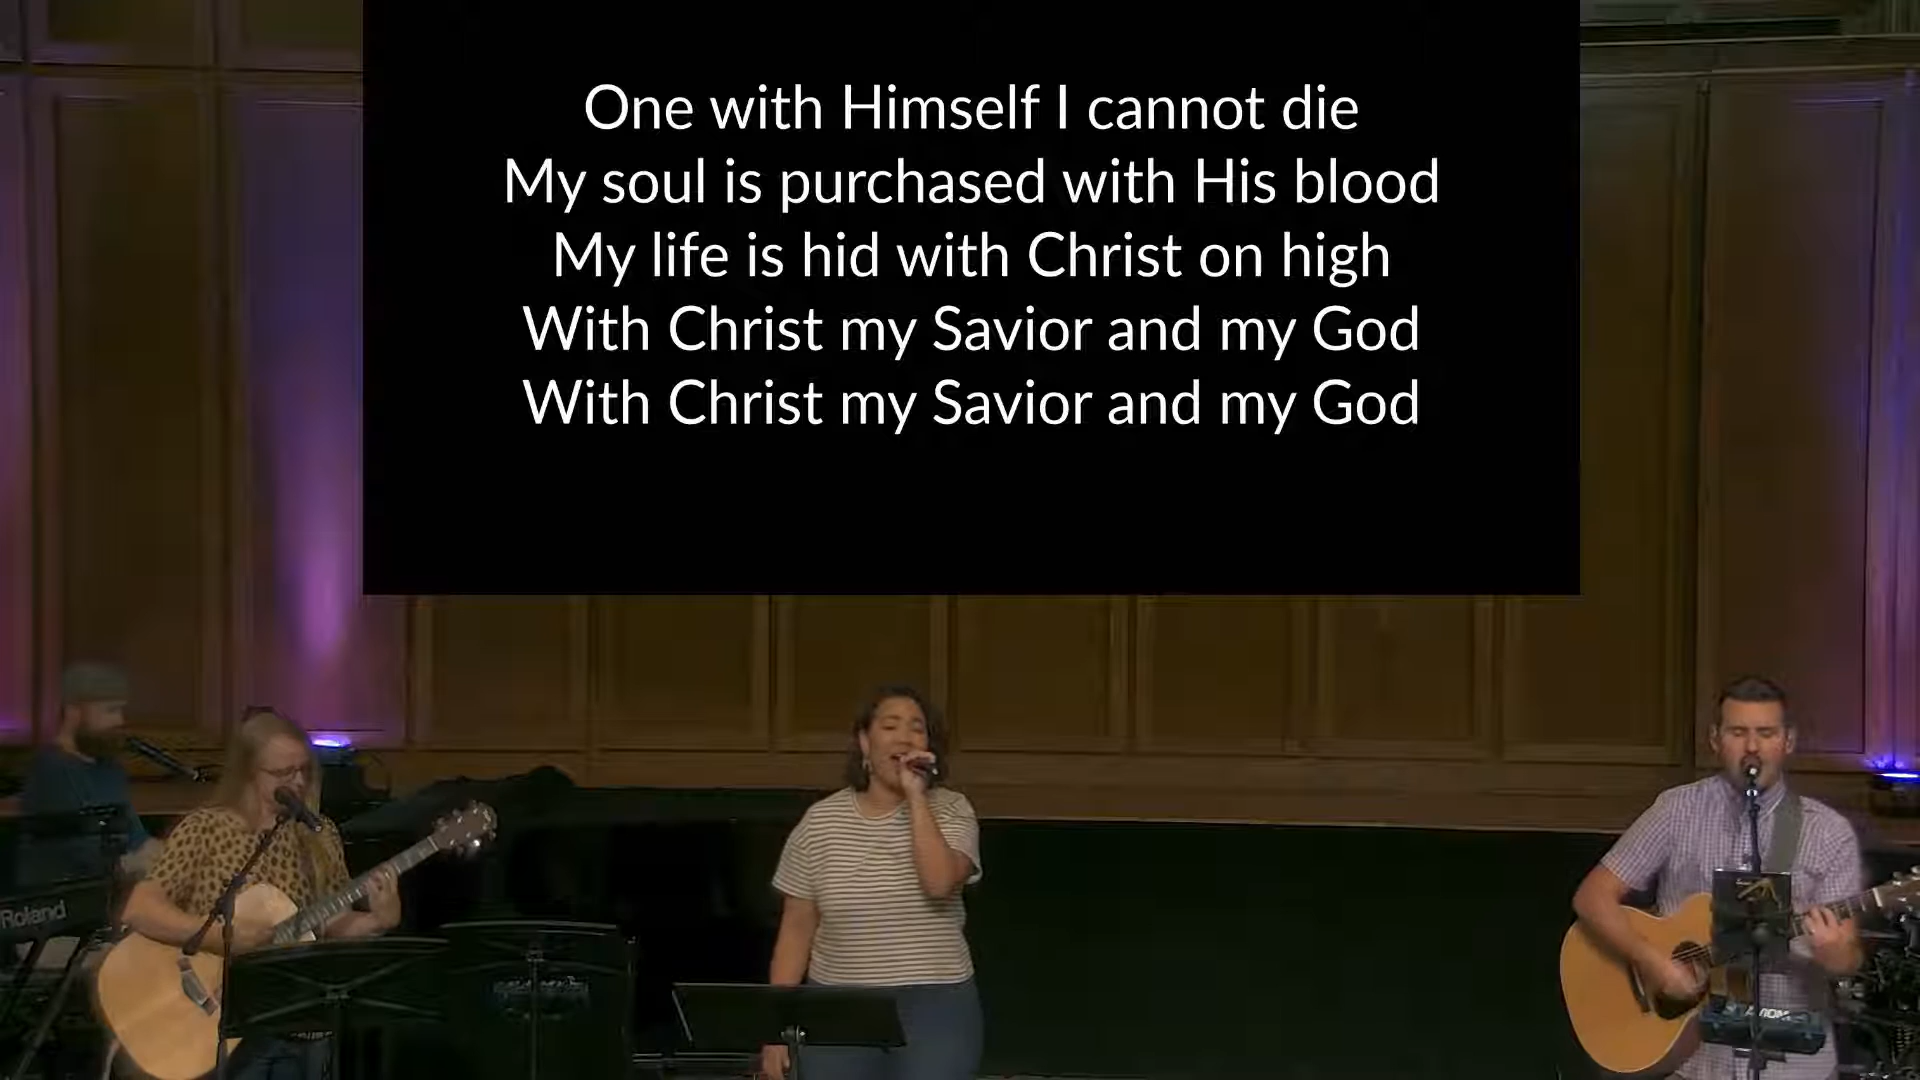 One with Himself I cannot die
My soul is purchased with His blood
My life is hid with Christ on high
With Christ my Savior and my God
With Christ my Savior and my God
Roland
AVIOM